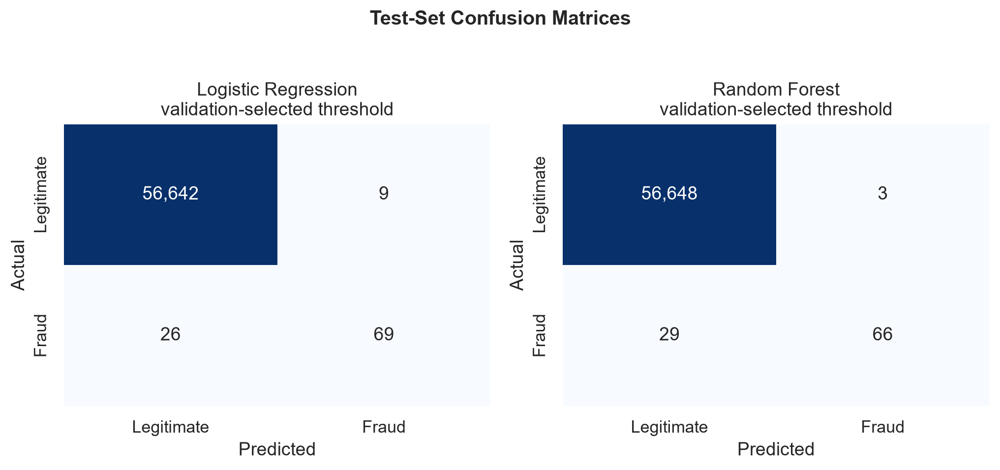 Test-Set Confusion Matrices
Logistic Regression
validation-selected threshold
Actual
Legitimate
56,642
9
Fraud
26
69
Legitimate
Fraud
Predicted
Random Forest
validation-selected threshold
Actual
Legitimate
56,648
3
Fraud
29
66
Legitimate
Fraud
Predicted